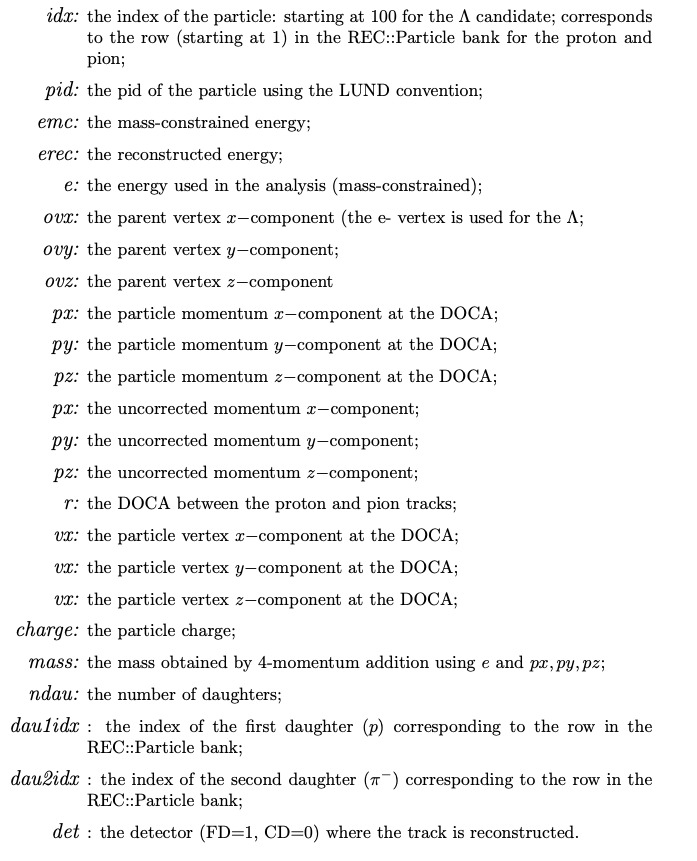 idx: the index of the particle: starting at 100 for the Λ candidate; corresponds
to the row (starting at 1) in the REC::Particle bank for the proton and
pion;
pid: the pid of the particle using the LUND convention;
emc: the mass-constrained energy;
erec: the reconstructed energy;
e: the energy used in the analysis (mass-constrained);
ovx: the parent vertex x−component (the e- vertex is used for the Λ;
ovy: the parent vertex y−component;
ovz: the parent vertex z−component
px: the particle momentum x−component at the DOCA;
py: the particle momentum y−component at the DOCA;
pz: the particle momentum z−component at the DOCA;
px: the uncorrected momentum x−component;
py: the uncorrected momentum y−component;
pz: the uncorrected momentum z−component;
r: the DOCA between the proton and pion tracks;
vx: the particle vertex x−component at the DOCA;
vx: the particle vertex y−component at the DOCA;
vx: the particle vertex z−component at the DOCA;
charge: the particle charge;
mass: the mass obtained by 4-momentum addition using e and px, py, pz;
ndau: the number of daughters;
dau1idx : the index of the first daughter (p) corresponding to the row in the
REC::Particle bank;
dau2idx : the index of the second daughter (π⁻) corresponding to the row in the
REC::Particle bank;
det : the detector (FD=1, CD=0) where the track is reconstructed.